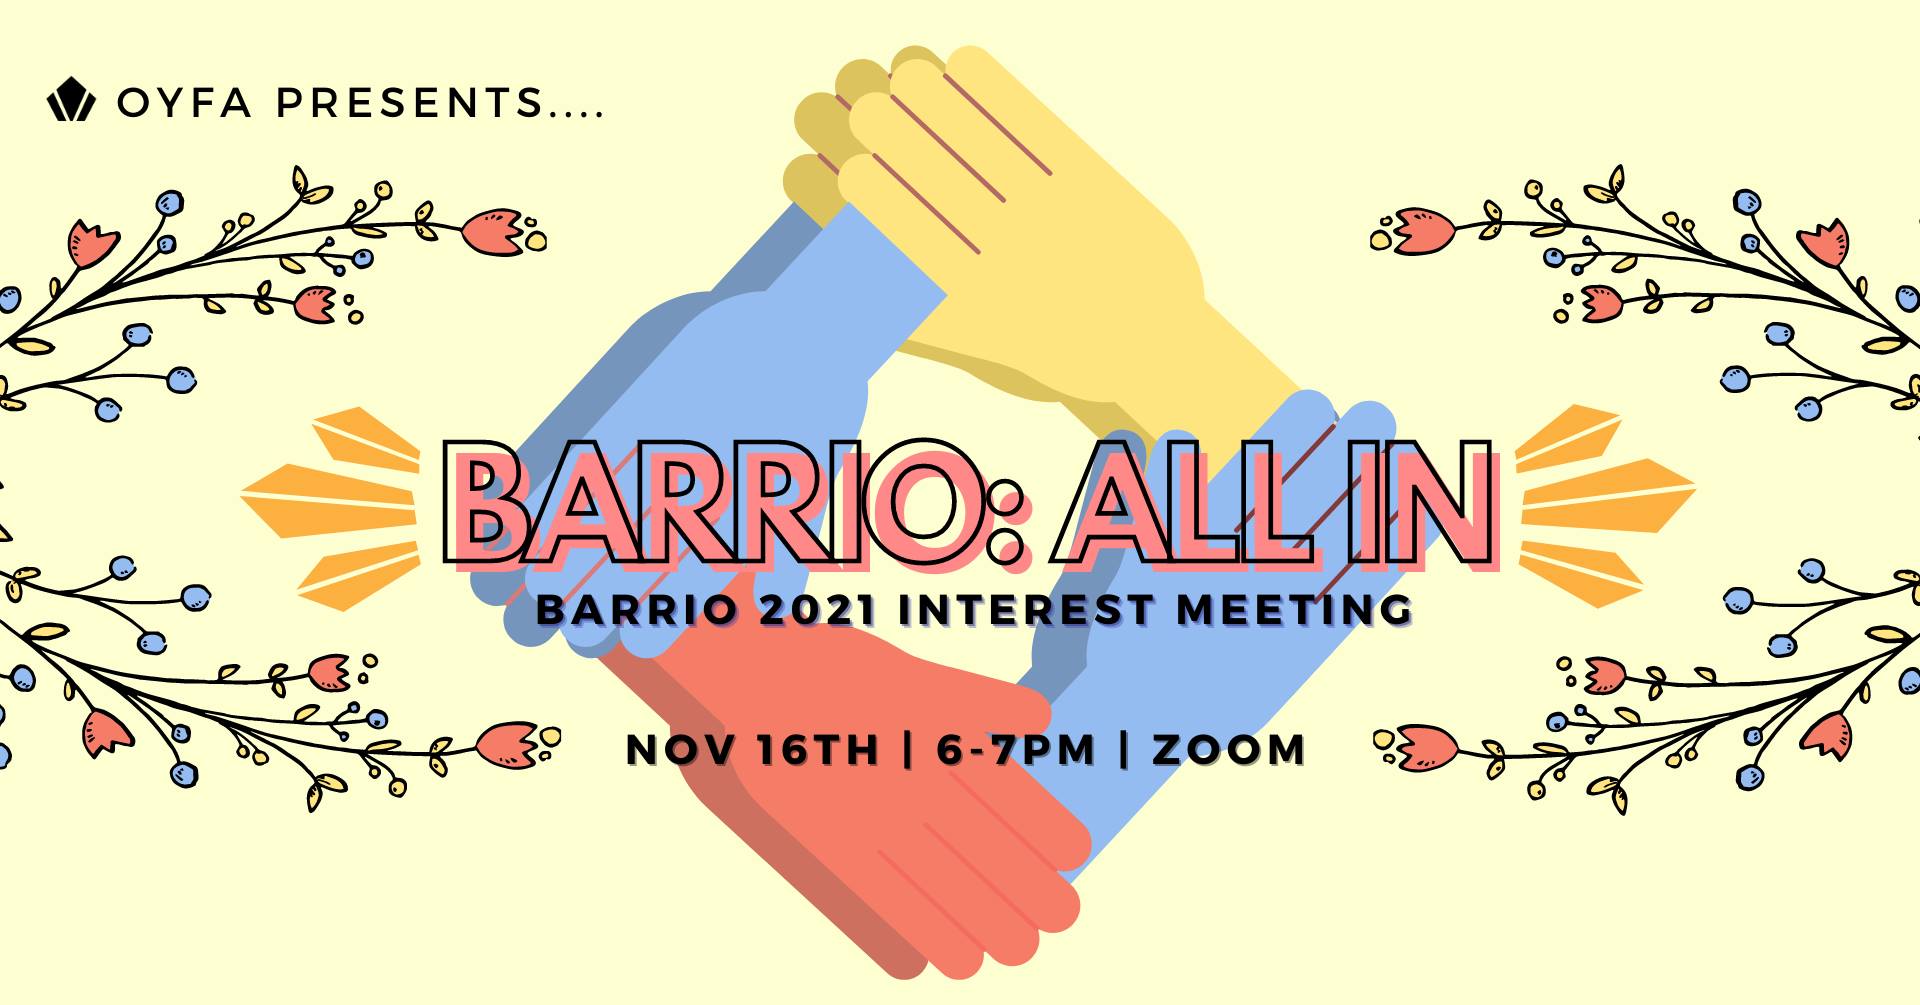 OYFA PRESENTS....
BARRIO: ALL IN
BARRIO 2021 INTEREST MEETING
NOV 16TH | 6-7PM | ZOOM